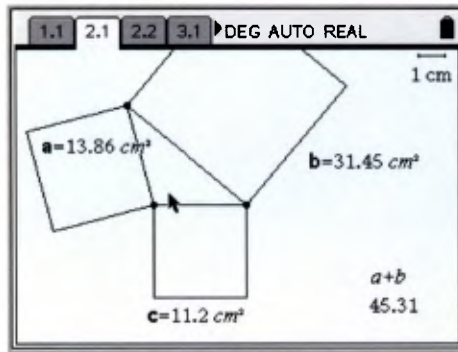 1.1 2.1 2.2 3.1 DEG AUTO REAL
1 cm
a=13.86 cm²
b=31.45 cm²
a+b
45.31
c=11.2 cm²